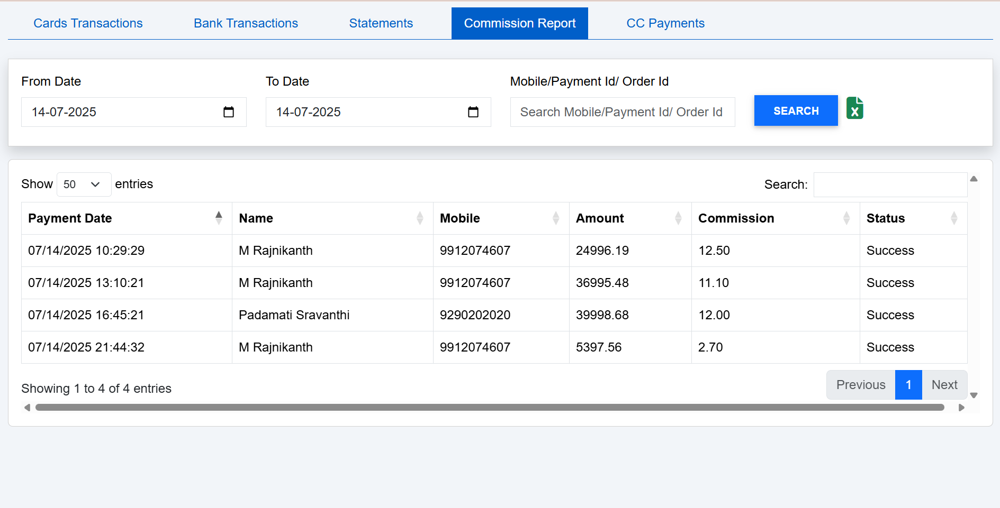 Cards Transactions Bank Transactions Statements Commission Report CC Payments
From Date To Date Mobile/Payment Id/ Order Id
14-07-2025 14-07-2025 Search Mobile/Payment Id/ Order Id SEARCH
Show 50 entries Search:
Payment Date Name Mobile Amount Commission Status
07/14/2025 10:29:29 M Rajnikanth 9912074607 24996.19 12.50 Success
07/14/2025 13:10:21 M Rajnikanth 9912074607 36995.48 11.10 Success
07/14/2025 16:45:21 Padamati Sravanthi 9290202020 39998.68 12.00 Success
07/14/2025 21:44:32 M Rajnikanth 9912074607 5397.56 2.70 Success
Showing 1 to 4 of 4 entries Previous 1 Next